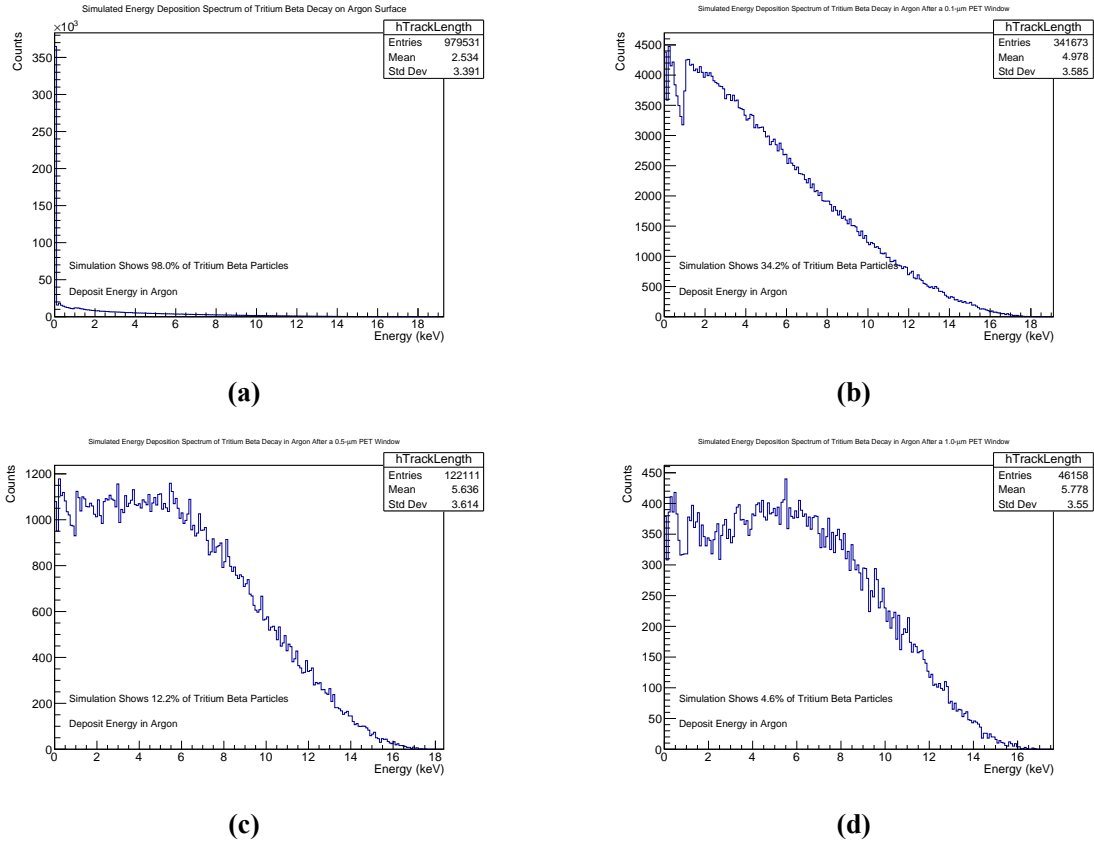 Simulated Energy Deposition Spectrum of Tritium Beta Decay on Argon Surface
×10³
hTrackLength
Entries 979531
Mean 2.534
Std Dev 3.391
Counts
350
300
250
200
150
100
50
0
Simulation Shows 98.0% of Tritium Beta Particles
Deposit Energy in Argon
0 2 4 6 8 10 12 14 16 18
Energy (keV)
(a)
Simulated Energy Deposition Spectrum of Tritium Beta Decay in Argon After a 0.1-μm PET Window
hTrackLength
Entries 341673
Mean 4.978
Std Dev 3.585
Counts
4500
4000
3500
3000
2500
2000
1500
1000
500
0
Simulation Shows 34.2% of Tritium Beta Particles
Deposit Energy in Argon
0 2 4 6 8 10 12 14 16 18
Energy (keV)
(b)
Simulated Energy Deposition Spectrum of Tritium Beta Decay in Argon After a 0.5-μm PET Window
hTrackLength
Entries 122111
Mean 5.636
Std Dev 3.614
Counts
1200
1000
800
600
400
200
0
Simulation Shows 12.2% of Tritium Beta Particles
Deposit Energy in Argon
0 2 4 6 8 10 12 14 16 18
Energy (keV)
(c)
Simulated Energy Deposition Spectrum of Tritium Beta Decay in Argon After a 1.0-μm PET Window
hTrackLength
Entries 46158
Mean 5.778
Std Dev 3.55
Counts
450
400
350
300
250
200
150
100
50
0
Simulation Shows 4.6% of Tritium Beta Particles
Deposit Energy in Argon
0 2 4 6 8 10 12 14 16
Energy (keV)
(d)